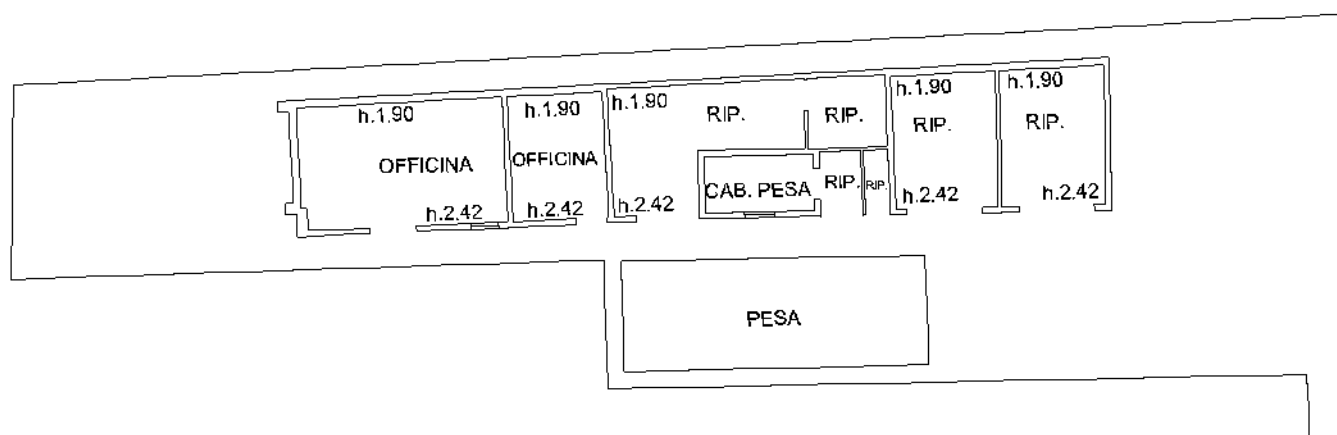 h.1.90
h.1.90
h.1.90
h.1.90
h.1.90
RIP.
RIP.
RIP.
RIP.
OFFICINA
OFFICINA
CAB. PESA
RIP.
RIP.
h.2.42
h.2.42
h.2.42
h.2.42
h.2.42
PESA